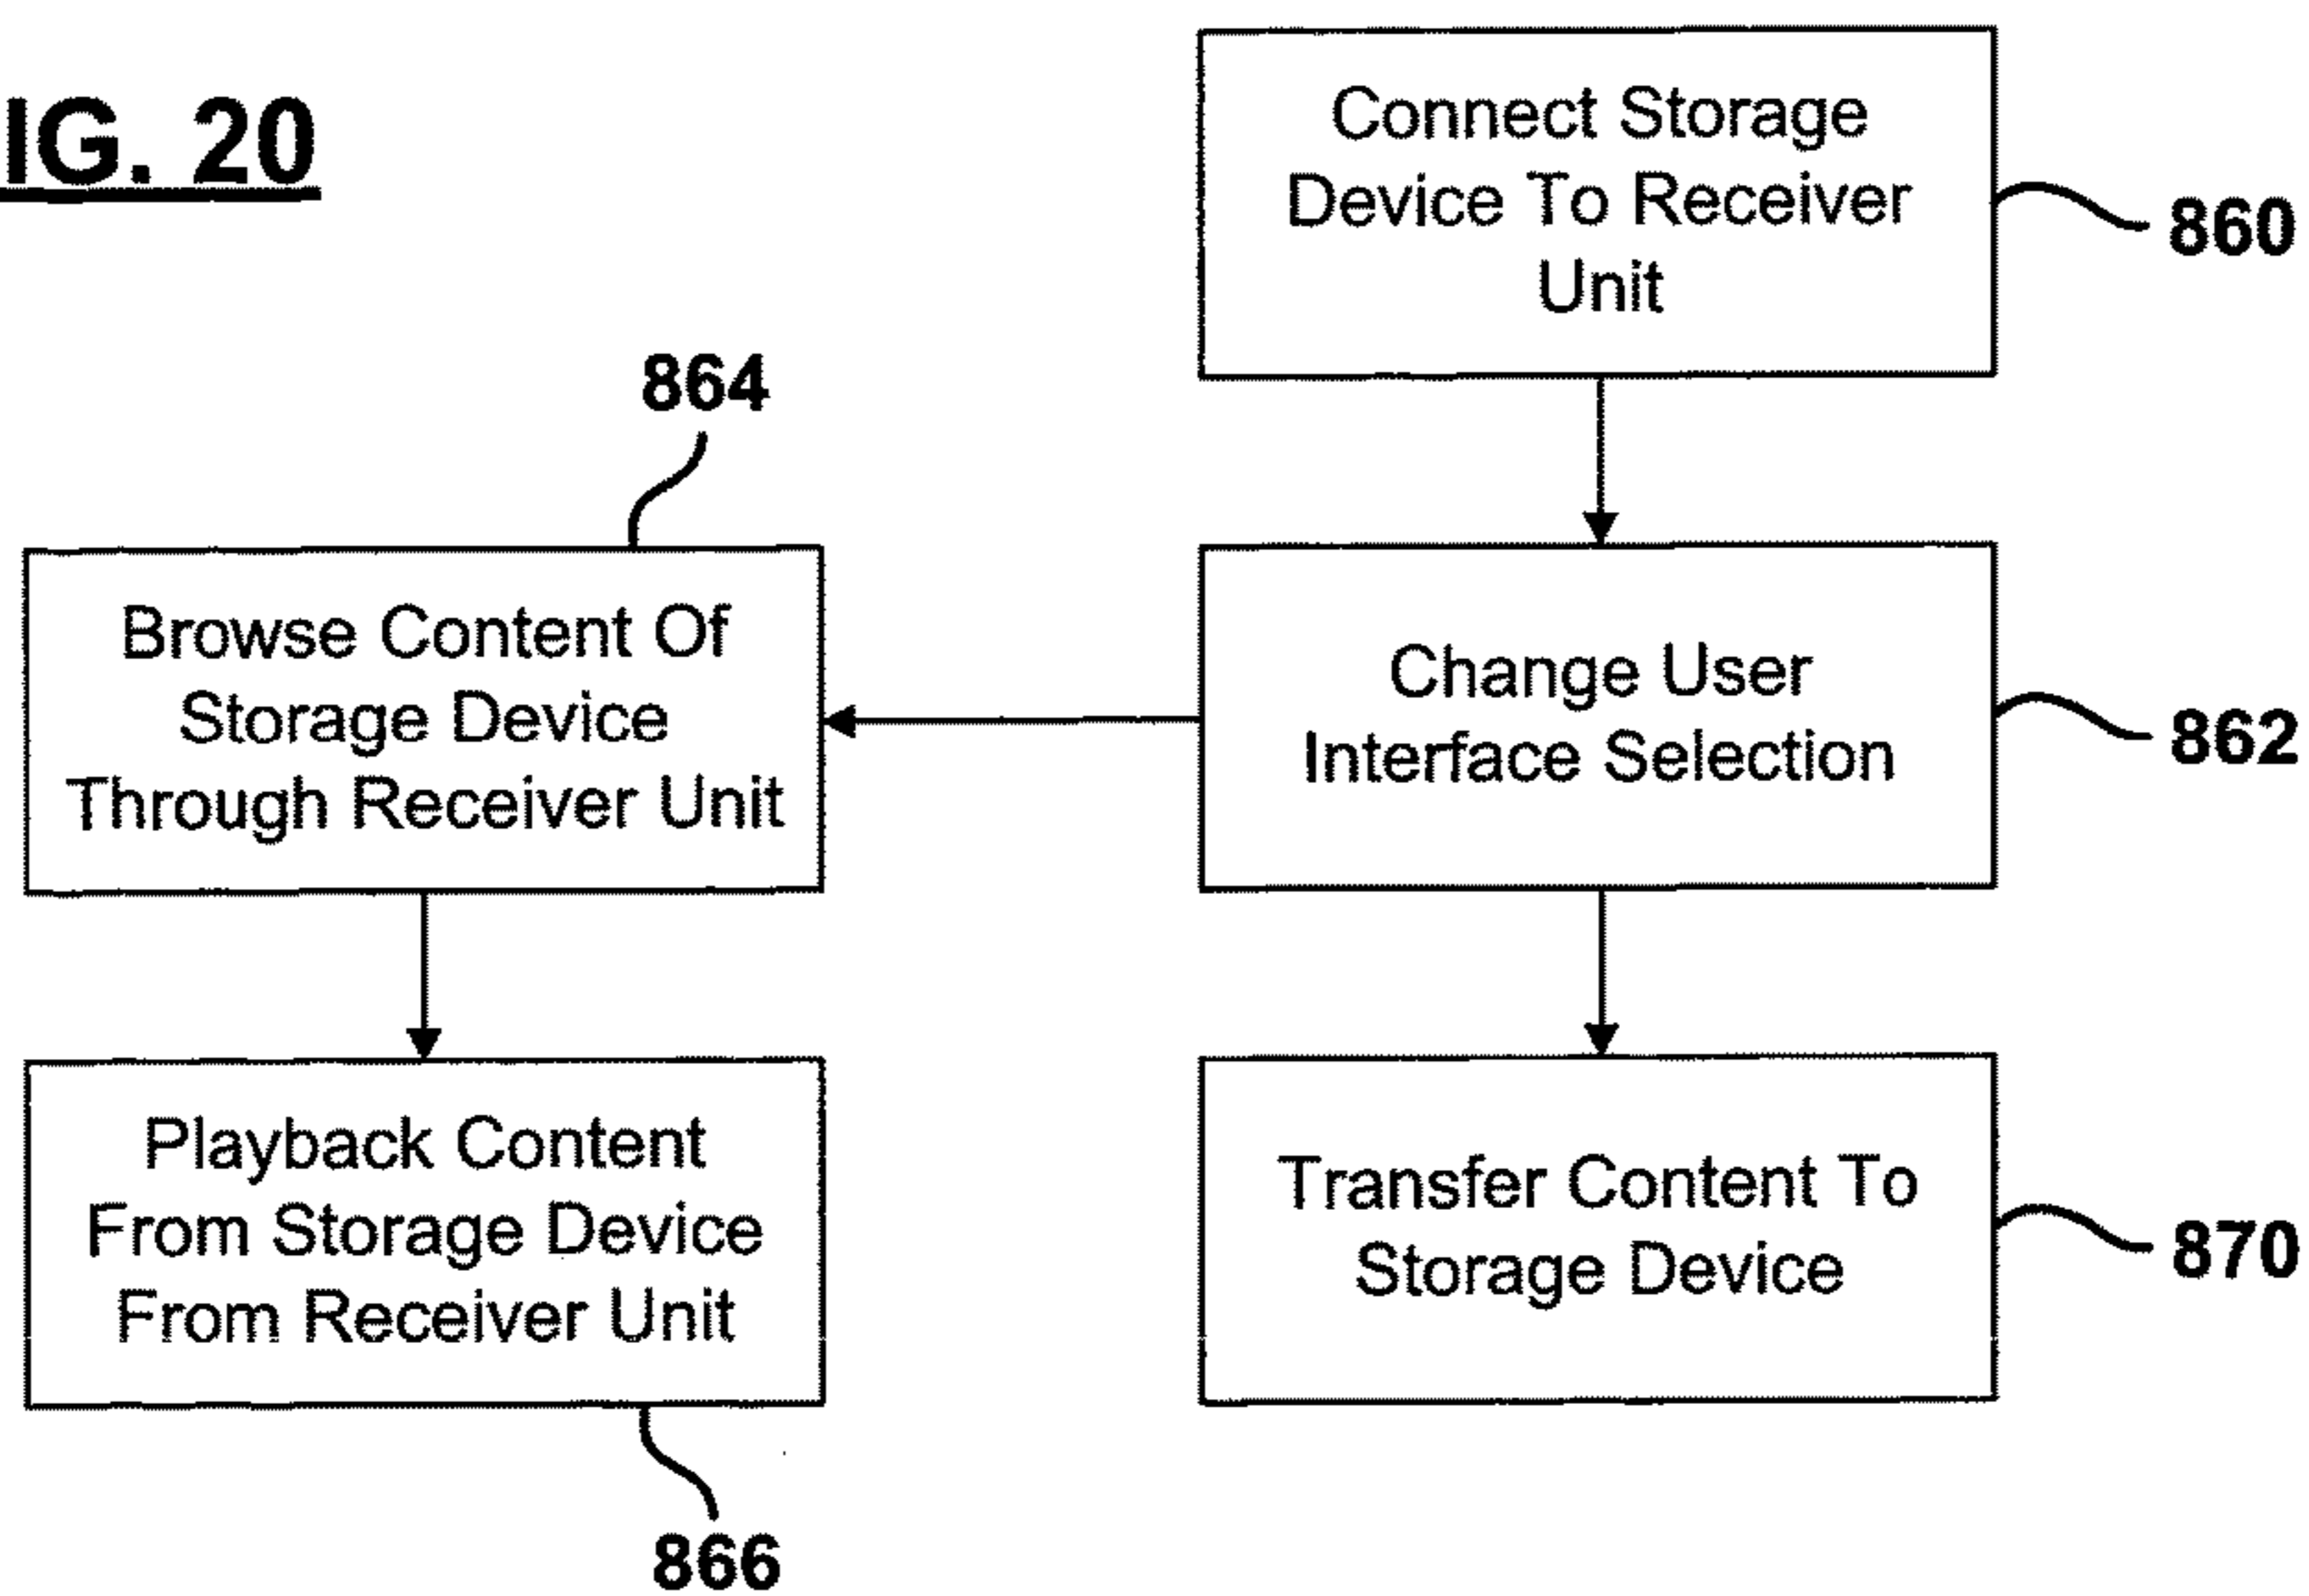 IG. 20
Connect Storage
Device To Receiver
Unit
860
864
Browse Content Of
Storage Device
Through Receiver Unit
Change User
Interface Selection
862
Playback Content
From Storage Device
From Receiver Unit
866
Transfer Content To
Storage Device
870